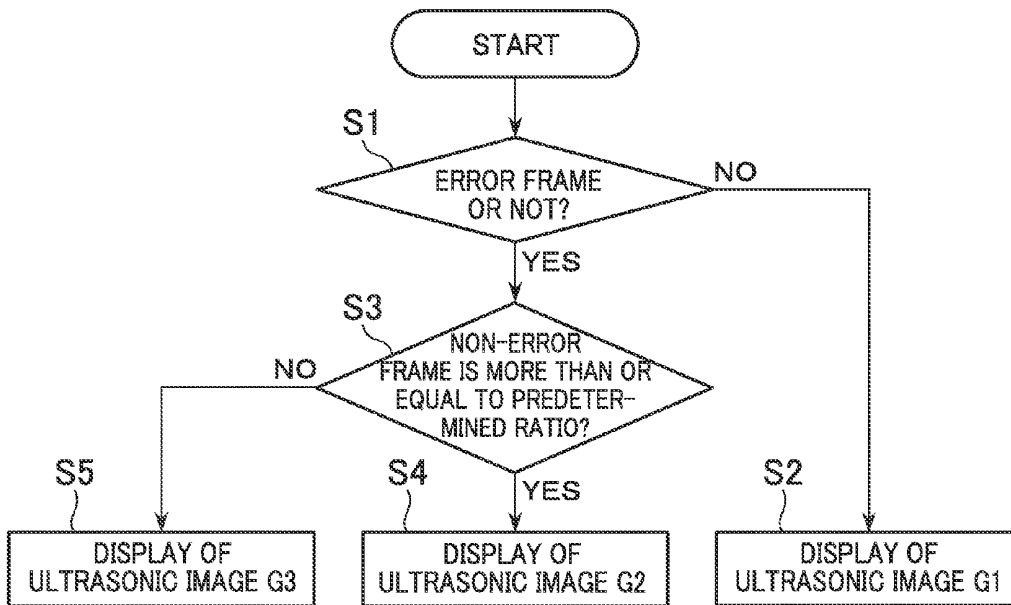 START
S1
ERROR FRAME
OR NOT?
NO
YES
S3
NON-ERROR
FRAME IS MORE THAN OR
EQUAL TO PREDETER-
MINED RATIO?
NO
YES
S5
DISPLAY OF
ULTRASONIC IMAGE G3
S4
DISPLAY OF
ULTRASONIC IMAGE G2
S2
DISPLAY OF
ULTRASONIC IMAGE G1